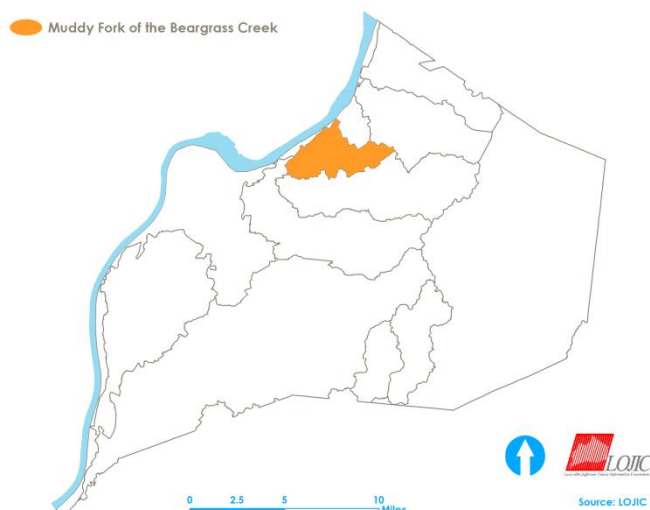 Muddy Fork of the Beargrass Creek
LOJIC
0 2.5 5 10
Miles
Source: LOJIC